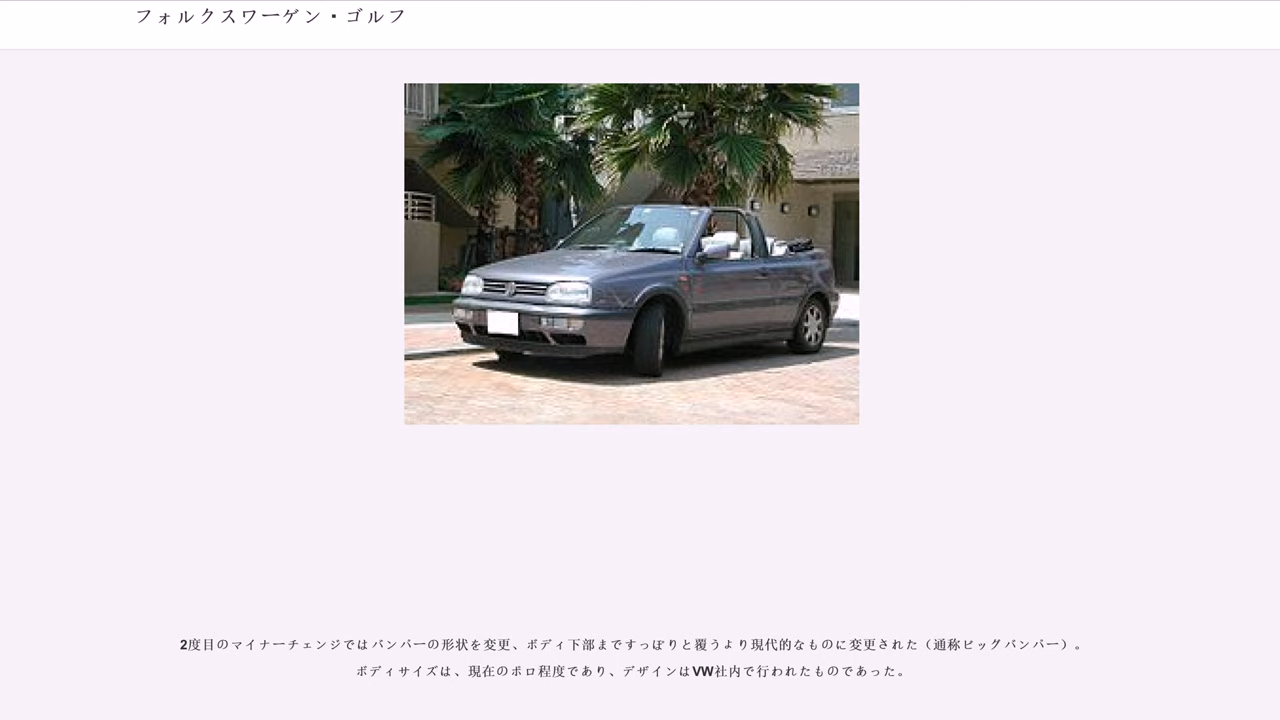 フォルクスワーゲン・ゴルフ
2度目のマイナーチェンジではバンパーの形状を変更、ボディ下部まですっぽりと覆うより現代的なものに変更された（通称ビッグバンパー）。
ボディサイズは、現在のポロ程度であり、デザインはVW社内で行われたものであった。